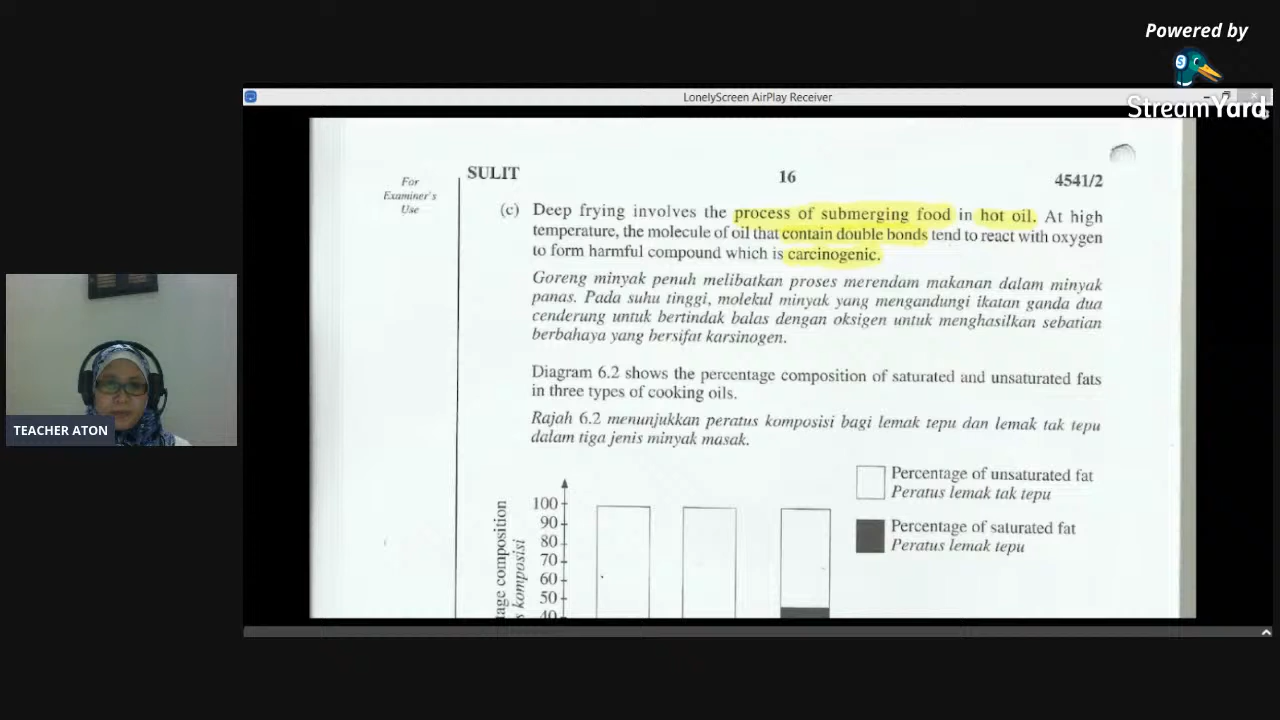 Powered by
StreamYard
LonelyScreen AirPlay Receiver
TEACHER ATON
For
Examiner's
Use
SULIT
16
4541/2
(c) Deep frying involves the process of submerging food in hot oil. At high
temperature, the molecule of oil that contain double bonds tend to react with oxygen
to form harmful compound which is carcinogenic.
Goreng minyak penuh melibatkan proses merendam makanan dalam minyak
panas. Pada suhu tinggi, molekul minyak yang mengandungi ikatan ganda dua
cenderung untuk bertindak balas dengan oksigen untuk menghasilkan sebatian
berbahaya yang bersifat karsinogen.
Diagram 6.2 shows the percentage composition of saturated and unsaturated fats
in three types of cooking oils.
Rajah 6.2 menunjukkan peratus komposisi bagi lemak tepu dan lemak tak tepu
dalam tiga jenis minyak masak.
Percentage of unsaturated fat
Peratus lemak tak tepu
Percentage of saturated fat
Peratus lemak tepu
100
90
80
70
60
50
40
tage composition
s komposisi